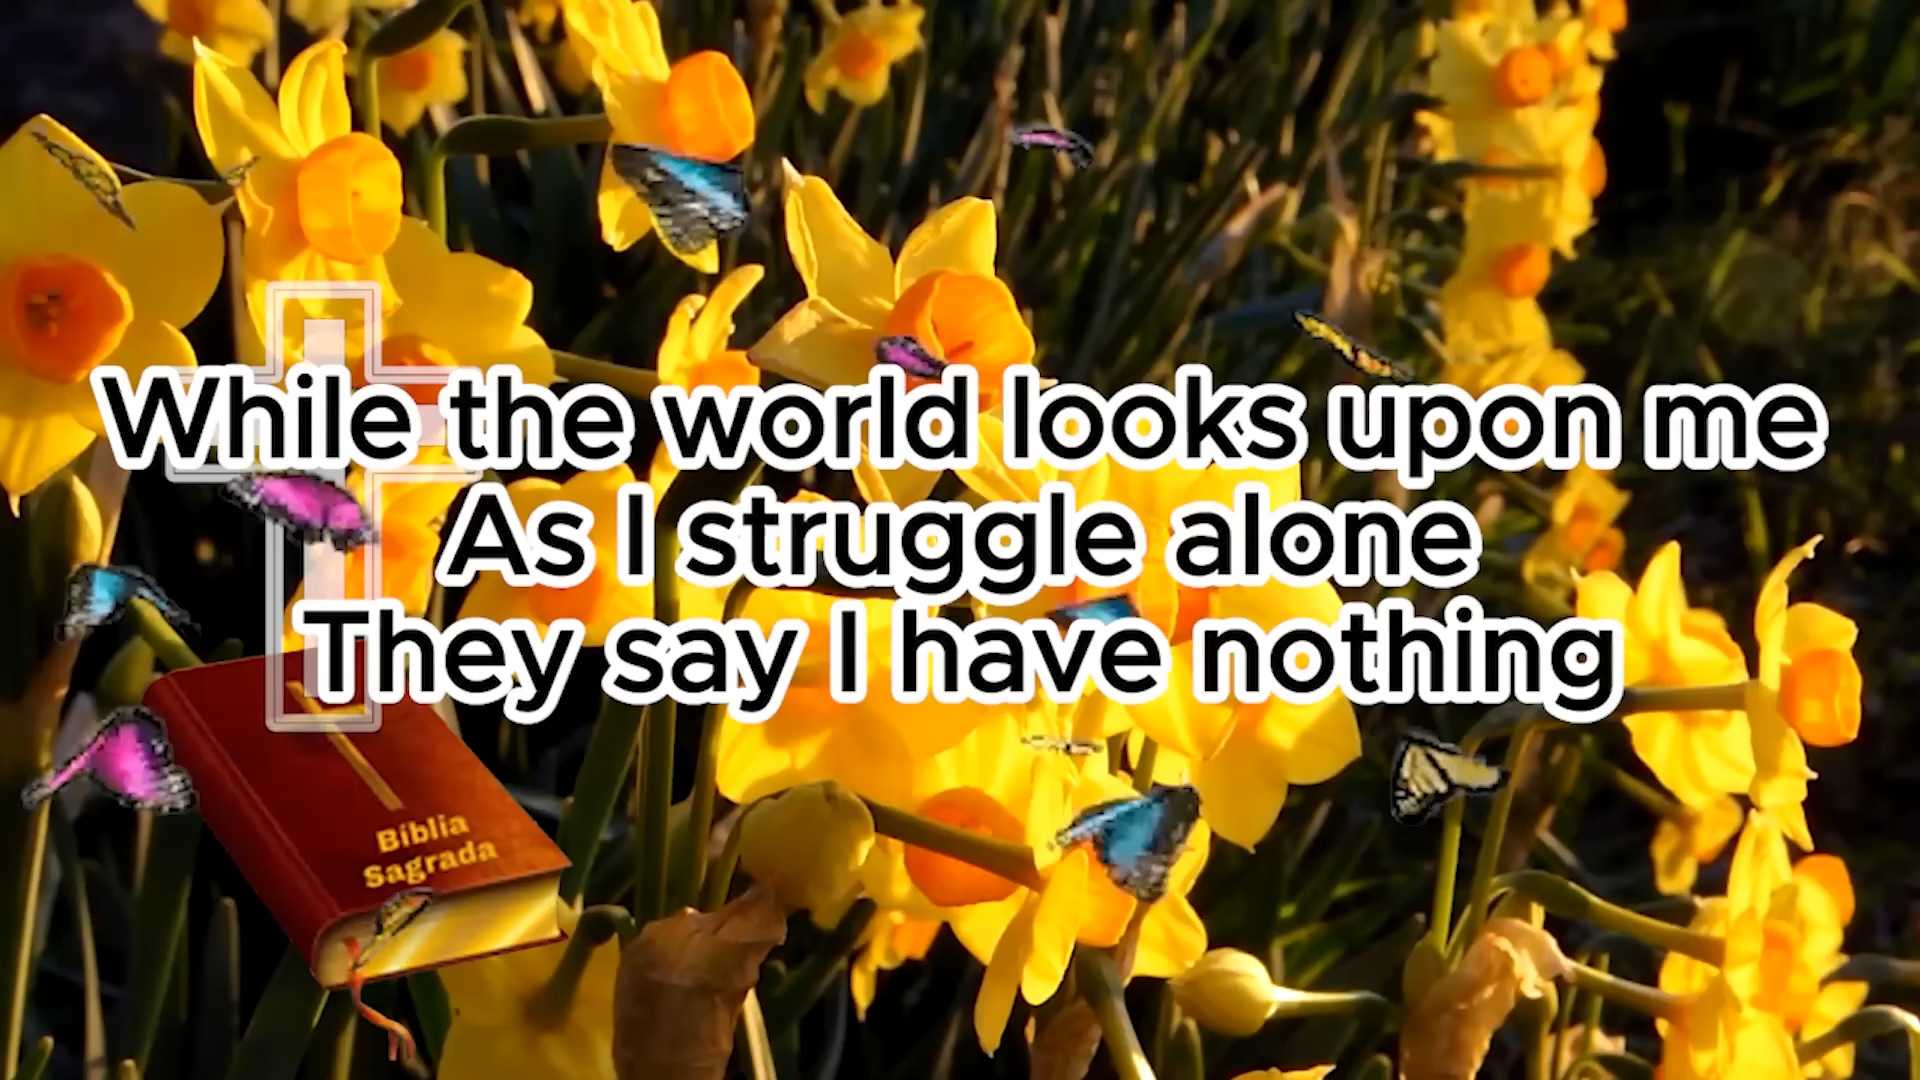 While the world looks upon me
As I struggle alone
They say I have nothing
Bíblia
Sagrada